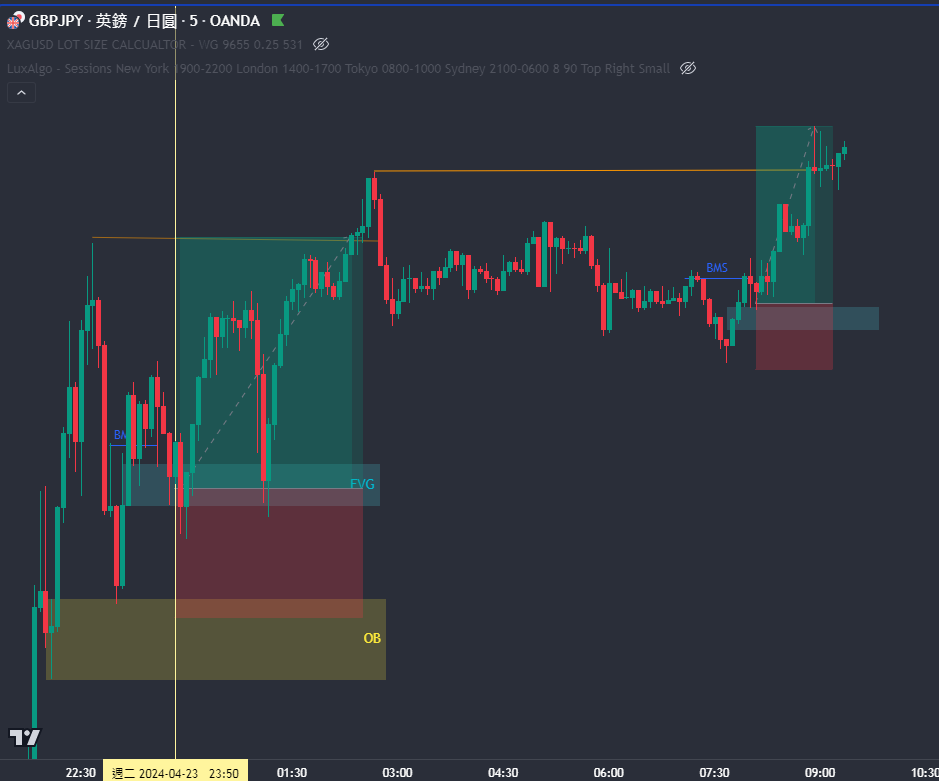 GBPJPY · 英鎊 / 日圓 · 5 · OANDA
XAGUSD LOT SIZE CALCUALTOR - WG 9655 0.25 531
LuxAlgo - Sessions New York 1900-2200 London 1400-1700 Tokyo 0800-1000 Sydney 2100-0600 8 90 Top Right Small
BMS
BM
FVG
OB
22:30 週二 2024-04-23 23:50 01:30 03:00 04:30 06:00 07:30 09:00 10:30